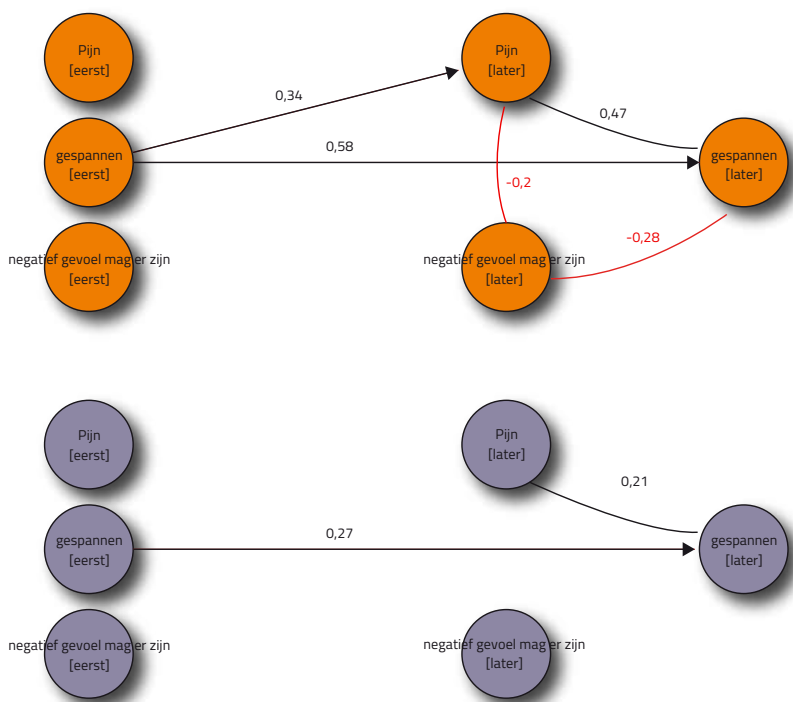 Pijn
[eerst]
Pijn
[later]
0,34
0,47
gespannen
[eerst]
0,58
gespannen
[later]
-0,2
-0,28
negatief gevoel mag er zijn
[eerst]
negatief gevoel mag er zijn
[later]
Pijn
[eerst]
Pijn
[later]
0,21
gespannen
[eerst]
0,27
gespannen
[later]
negatief gevoel mag er zijn
[eerst]
negatief gevoel mag er zijn
[later]